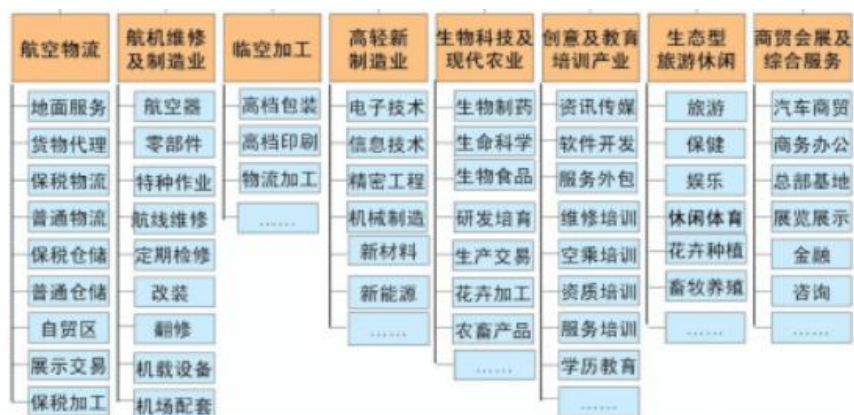 航空物流
地面服务
货物代理
保税物流
普通物流
保税仓储
普通仓储
自贸区
展示交易
保税加工
航机维修
及制造业
航空器
零部件
特种作业
航线维修
定期检修
改装
翻修
机载设备
机场配套
临空加工
高档包装
高档印刷
物流加工
……
高轻新
制造业
电子技术
信息技术
精密工程
机械制造
新材料
新能源
……
生物科技及
现代农业
生物制药
生命科学
生物食品
研发培育
生产交易
花卉加工
农畜产品
……
创意及教育
培训产业
资讯传媒
软件开发
服务外包
维修培训
空乘培训
资质培训
服务培训
学历教育
……
生态型
旅游休闲
旅游
保健
娱乐
休闲体育
花卉种植
畜牧养殖
……
商贸会展及
综合服务
汽车商贸
商务办公
总部基地
展览展示
金融
咨询
……